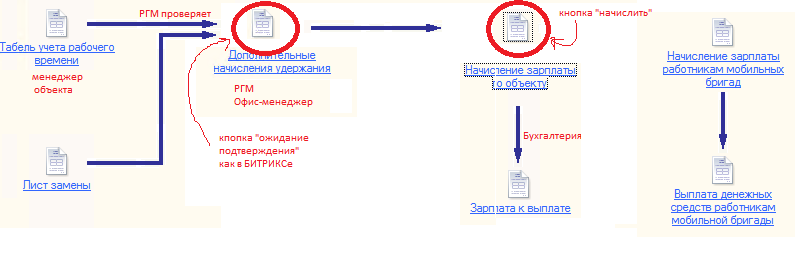 РГМ проверяет
Табель учета рабочего
времени
менеджер
объекта
Дополнительные
начисления удержания
РГМ
Офис-менеджер
кнопка "ожидание
подтверждения"
как в БИТРИКСе
Лист замены
кнопка "начислить"
Начисление зарплаты
по объекту
Бухгалтерия
Зарплата к выплате
Начисление зарплаты
работникам мобильных
бригад
Выплата денежных
средств работникам
мобильной бригады